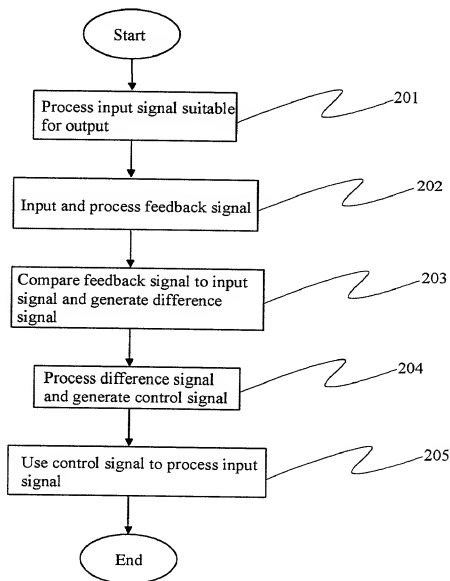 Start
Process input signal suitable
for output
201
Input and process feedback signal
202
Compare feedback signal to input
signal and generate difference
signal
203
Process difference signal
and generate control signal
204
Use control signal to process input
signal
205
End